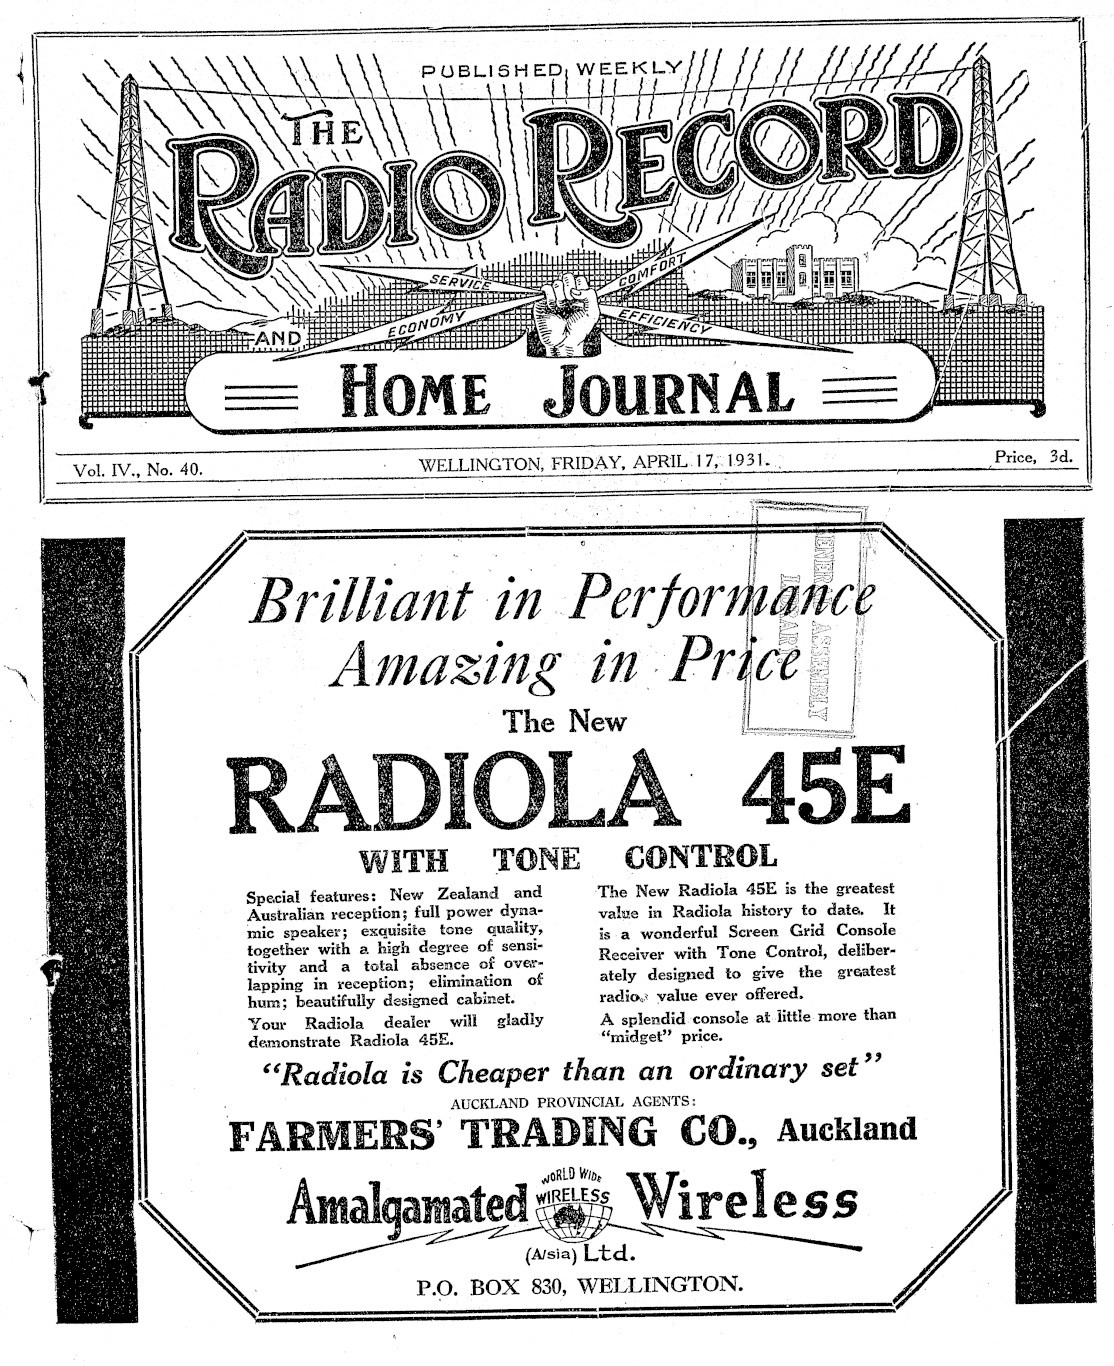 PUBLISHED WEEKLY
THE
RADIO RECORD
SERVICE
COMFORT
ECONOMY
EFFICIENCY
AND
HOME JOURNAL
Vol. IV., No. 40.
WELLINGTON, FRIDAY, APRIL 17, 1931.
Price, 3d.
GENERAL ASSEMBLY
LIBRARY
Brilliant in Performance
Amazing in Price
The New
RADIOLA 45E
WITH TONE CONTROL
Special features: New Zealand and
Australian reception; full power dyna-
mic speaker; exquisite tone quality,
together with a high degree of sensi-
tivity and a total absence of over-
lapping in reception; elimination of
hum; beautifully designed cabinet.
Your Radiola dealer will gladly
demonstrate Radiola 45E.
The New Radiola 45E is the greatest
value in Radiola history to date. It
is a wonderful Screen Grid Console
Receiver with Tone Control, deliber-
ately designed to give the greatest
radio value ever offered.
A splendid console at little more than
"midget" price.
"Radiola is Cheaper than an ordinary set"
AUCKLAND PROVINCIAL AGENTS:
FARMERS' TRADING CO., Auckland
WORLD WIDE
WIRELESS
Amalgamated Wireless
(A/sia) Ltd.
P.O. BOX 830, WELLINGTON.